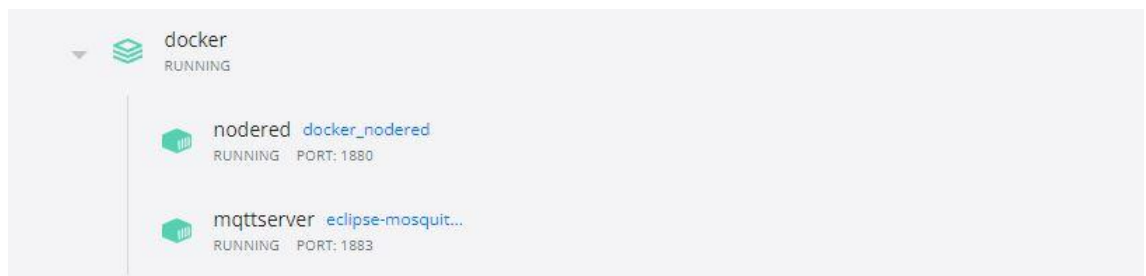 docker
RUNNING
nodered docker_nodered
RUNNING PORT: 1880
mqttserver eclipse-mosquit...
RUNNING PORT: 1883